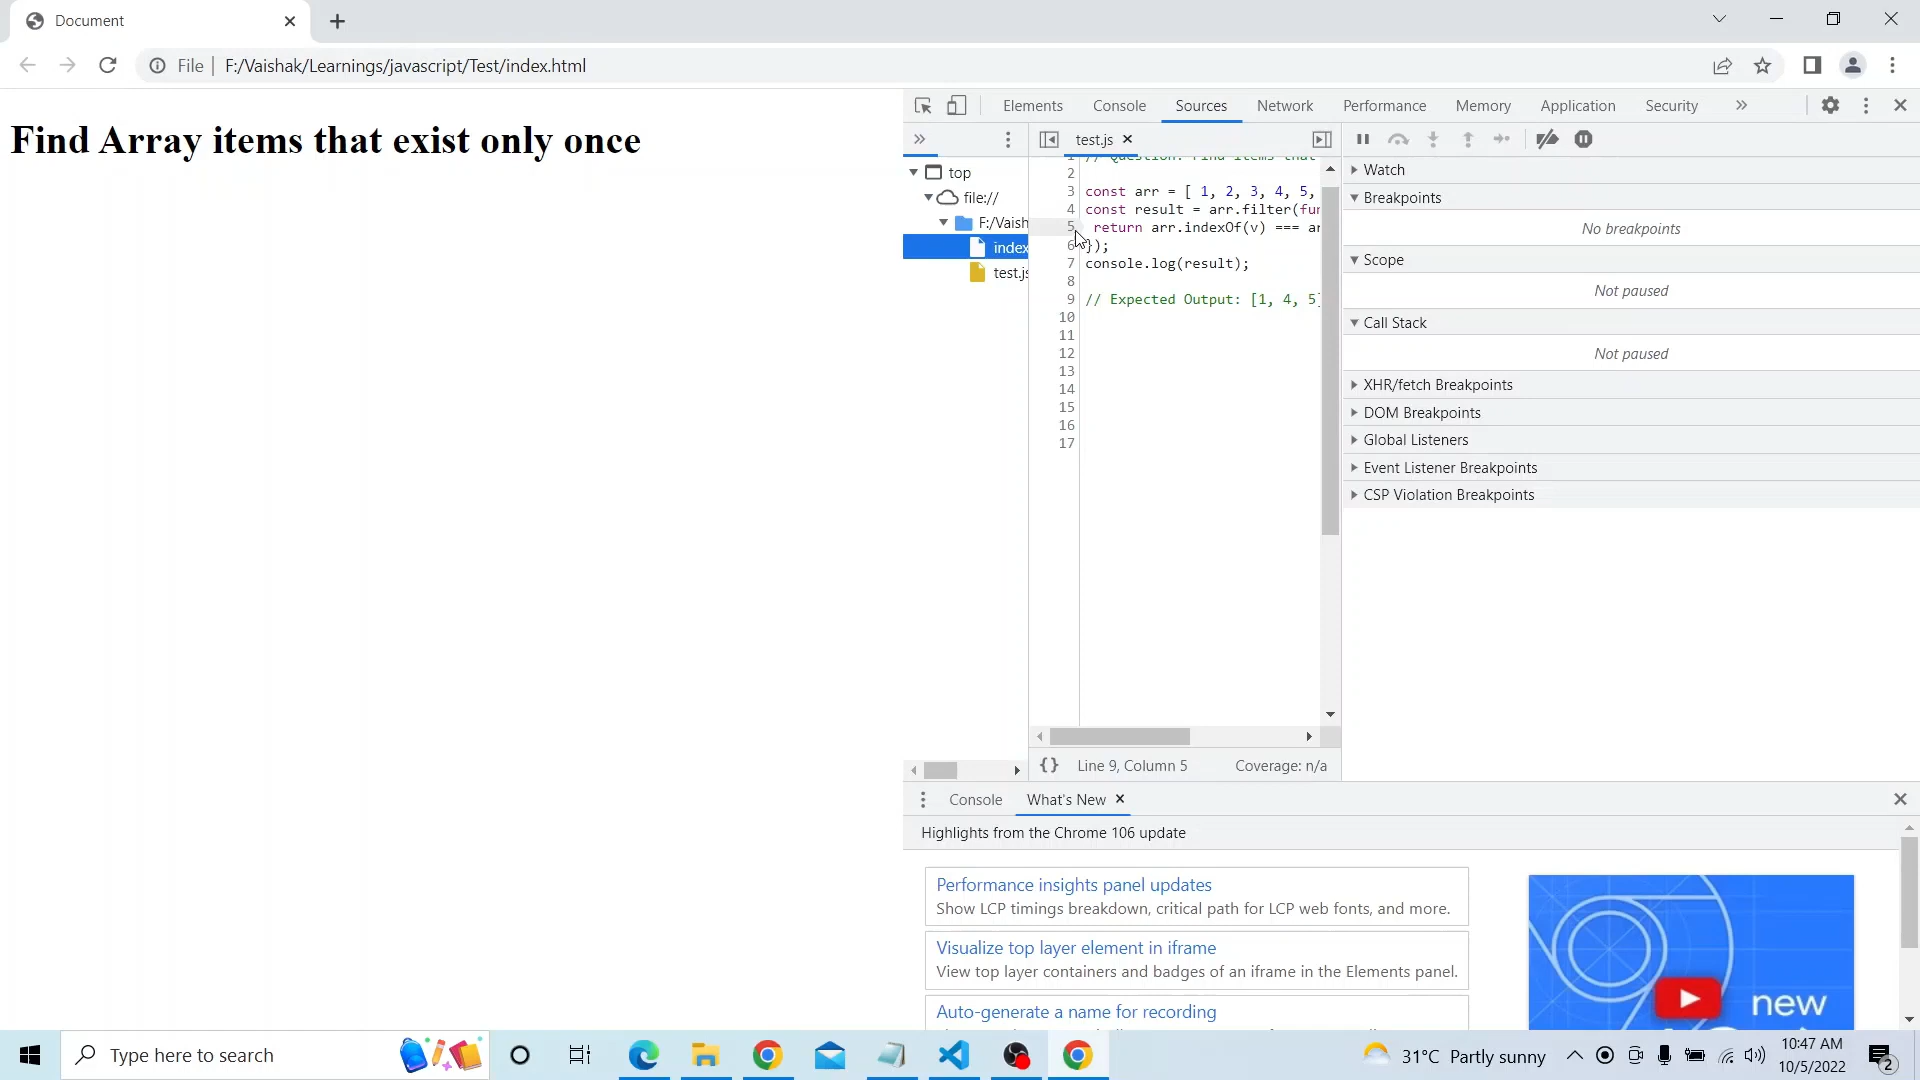 Document
File
F:/Vaishak/Learnings/javascript/Test/index.html
Find Array items that exist only once
Elements
Console
Sources
Network
Performance
Memory
Application
Security
test.js
top
file://
F:/Vaish
index
test.js
1 // Question: Find items that
2
3 const arr = [ 1, 2, 3, 4, 5,
4 const result = arr.filter(fun
5 return arr.indexOf(v) === ar
6 });
7 console.log(result);
8
9 // Expected Output: [1, 4, 5]
10
11
12
13
14
15
16
17
{} Line 9, Column 5
Coverage: n/a
Watch
Breakpoints
No breakpoints
Scope
Not paused
Call Stack
Not paused
XHR/fetch Breakpoints
DOM Breakpoints
Global Listeners
Event Listener Breakpoints
CSP Violation Breakpoints
Console
What's New
Highlights from the Chrome 106 update
Performance insights panel updates
Show LCP timings breakdown, critical path for LCP web fonts, and more.
Visualize top layer element in iframe
View top layer containers and badges of an iframe in the Elements panel.
Auto-generate a name for recording
new
Type here to search
31°C Partly sunny
10:47 AM
10/5/2022
2